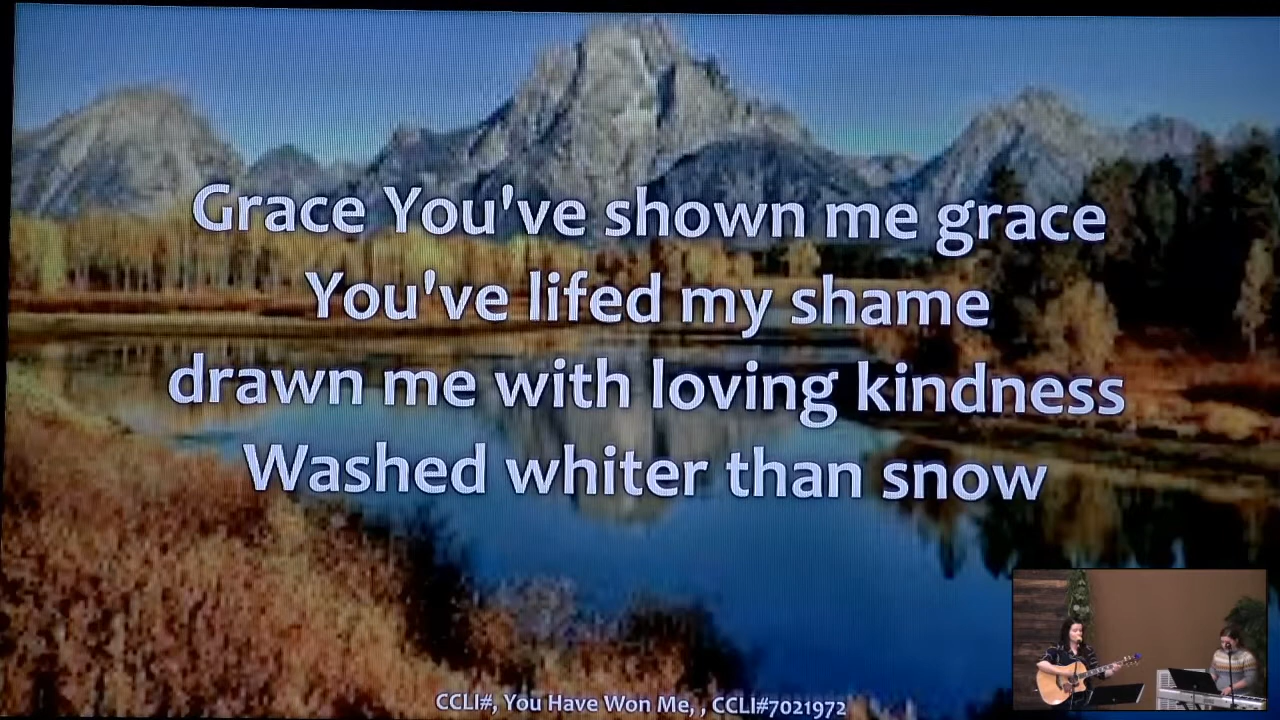 Grace You've shown me grace
You've lifed my shame
drawn me with loving kindness
Washed whiter than snow
CCLI#, You Have Won Me, , CCLI#7021972